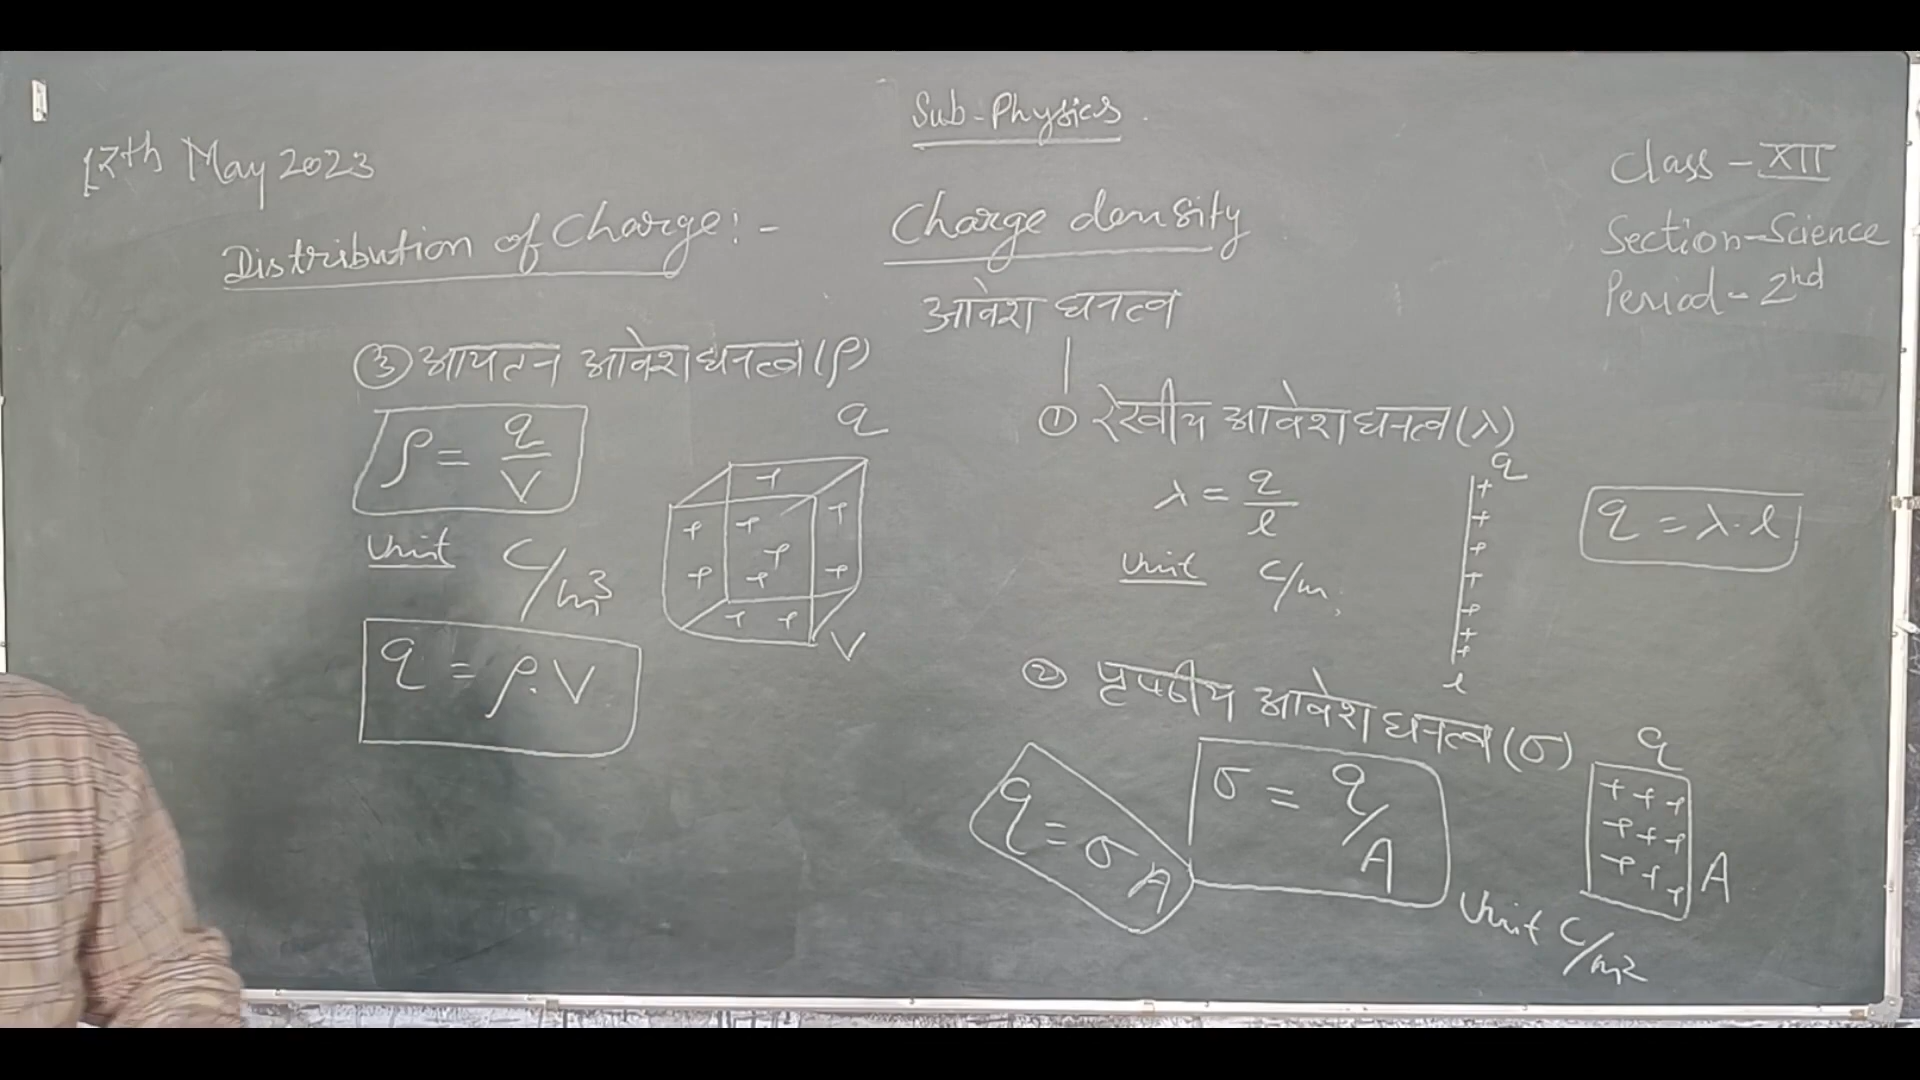 Sub-Physics
17th May 2023
Class - XII
Section-Science
Period - 2nd
Distribution of Charge! -
Charge density
आवेश घनत्व
① रेखीय आवेश घनत्व (λ)
λ = q/l
Unit C/m
q
+ + + + + + +
l
q = λ.l
② पृष्ठीय आवेश घनत्व (σ)
σ = q/A
q = σA
q
+++
+++
+++
A
Unit C/m²
③ आयतन आवेश घनत्व (ρ)
ρ = q/V
Unit C/m³
q = ρ.V
q
+ + + + + + + + + + +
V